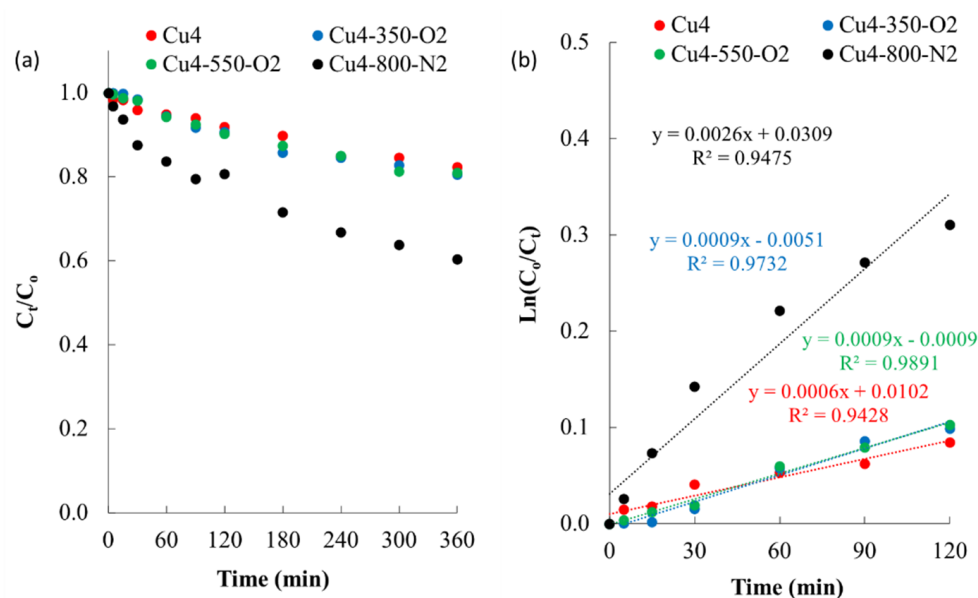 (a)
Cu4
Cu4-350-O2
Cu4-550-O2
Cu4-800-N2
1.0
0.8
0.6
0.4
0.2
0.0
Ct/Co
0 60 120 180 240 300 360
Time (min)
(b)
Cu4
Cu4-350-O2
Cu4-550-O2
Cu4-800-N2
0.5
0.4
0.3
0.2
0.1
0.0
Ln(Co/Ct)
y = 0.0026x + 0.0309
R² = 0.9475
y = 0.0009x - 0.0051
R² = 0.9732
y = 0.0009x - 0.0009
R² = 0.9891
y = 0.0006x + 0.0102
R² = 0.9428
0 30 60 90 120
Time (min)